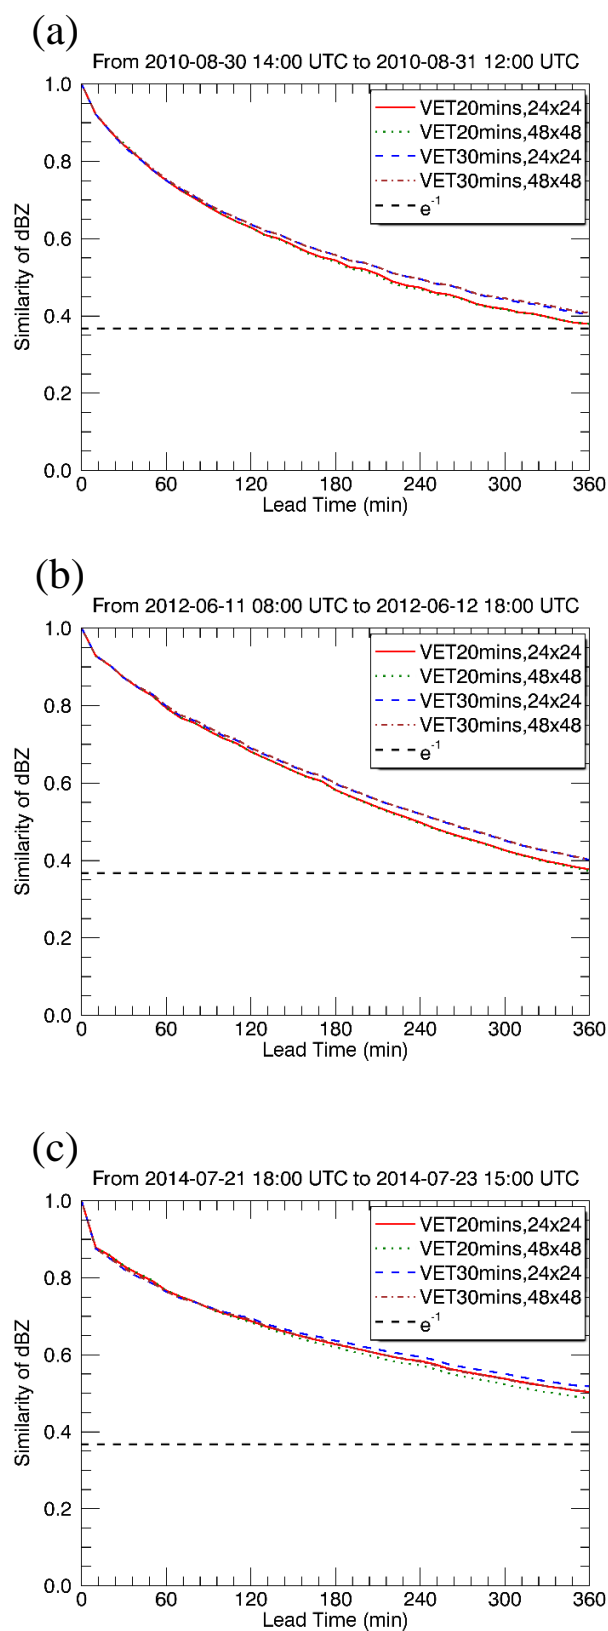 (a)
From 2010-08-30 14:00 UTC to 2010-08-31 12:00 UTC
1.0
0.8
0.6
0.4
0.2
0.0
Similarity of dBZ
VET20mins,24x24
VET20mins,48x48
VET30mins,24x24
VET30mins,48x48
e-1
0 60 120 180 240 300 360
Lead Time (min)
(b)
From 2012-06-11 08:00 UTC to 2012-06-12 18:00 UTC
1.0
0.8
0.6
0.4
0.2
0.0
Similarity of dBZ
VET20mins,24x24
VET20mins,48x48
VET30mins,24x24
VET30mins,48x48
e-1
0 60 120 180 240 300 360
Lead Time (min)
(c)
From 2014-07-21 18:00 UTC to 2014-07-23 15:00 UTC
1.0
0.8
0.6
0.4
0.2
0.0
Similarity of dBZ
VET20mins,24x24
VET20mins,48x48
VET30mins,24x24
VET30mins,48x48
e-1
0 60 120 180 240 300 360
Lead Time (min)